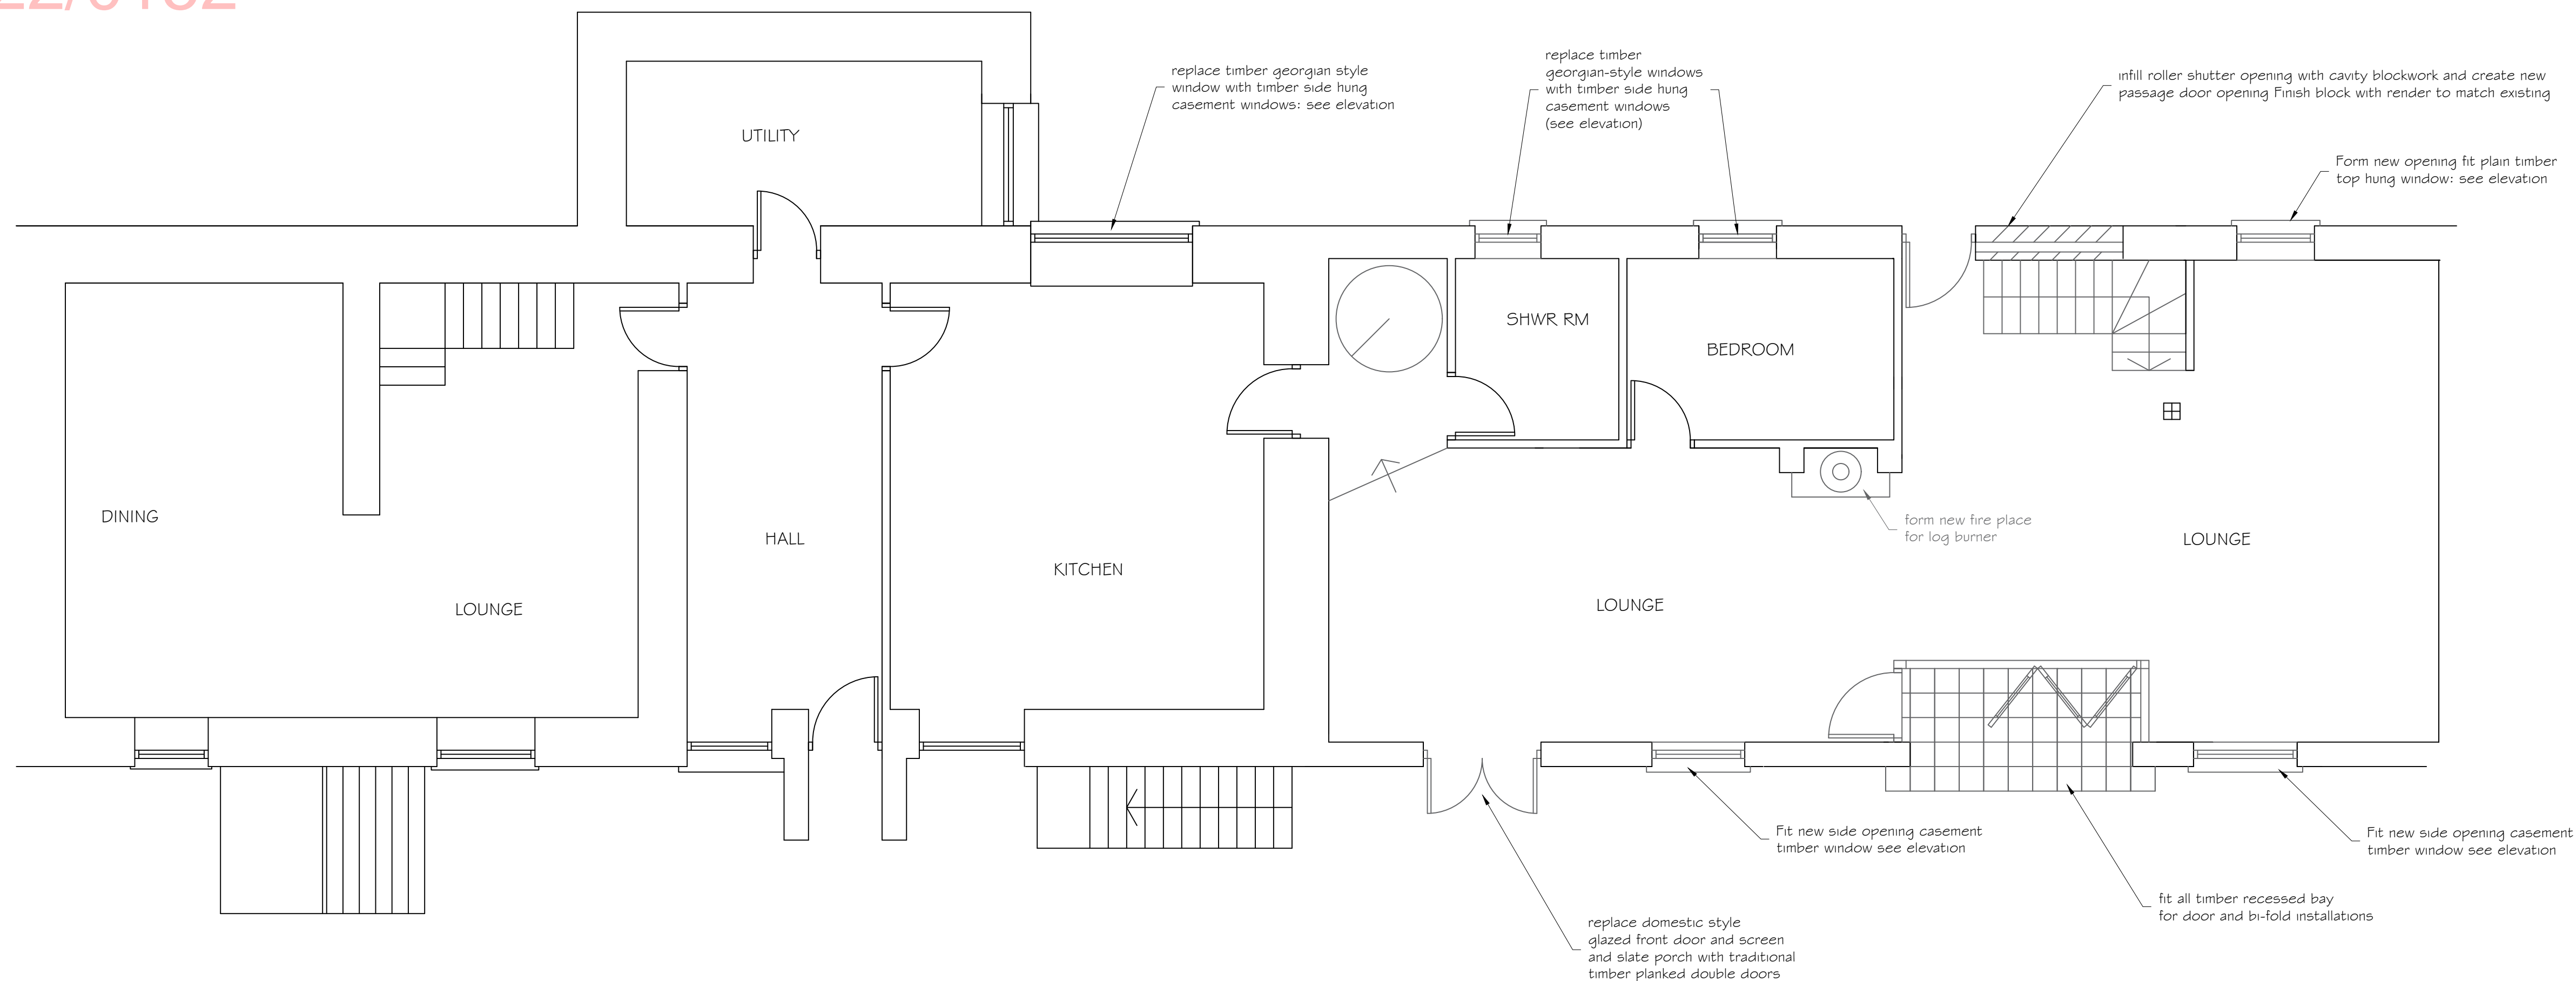 replace timber georgian style
window with timber side hung
casement windows: see elevation
replace timber
georgian-style windows
with timber side hung
casement windows
(see elevation)
infill roller shutter opening with cavity blockwork and create new
passage door opening Finish block with render to match existing
Form new opening fit plain timber
top hung window: see elevation
UTILITY
SHWR RM
BEDROOM
DINING
HALL
KITCHEN
LOUNGE
form new fire place
for log burner
LOUNGE
LOUNGE
Fit new side opening casement
timber window see elevation
Fit new side opening casement
timber window see elevation
fit all timber recessed bay
for door and bi-fold installations
replace domestic style
glazed front door and screen
and slate porch with traditional
timber planked double doors